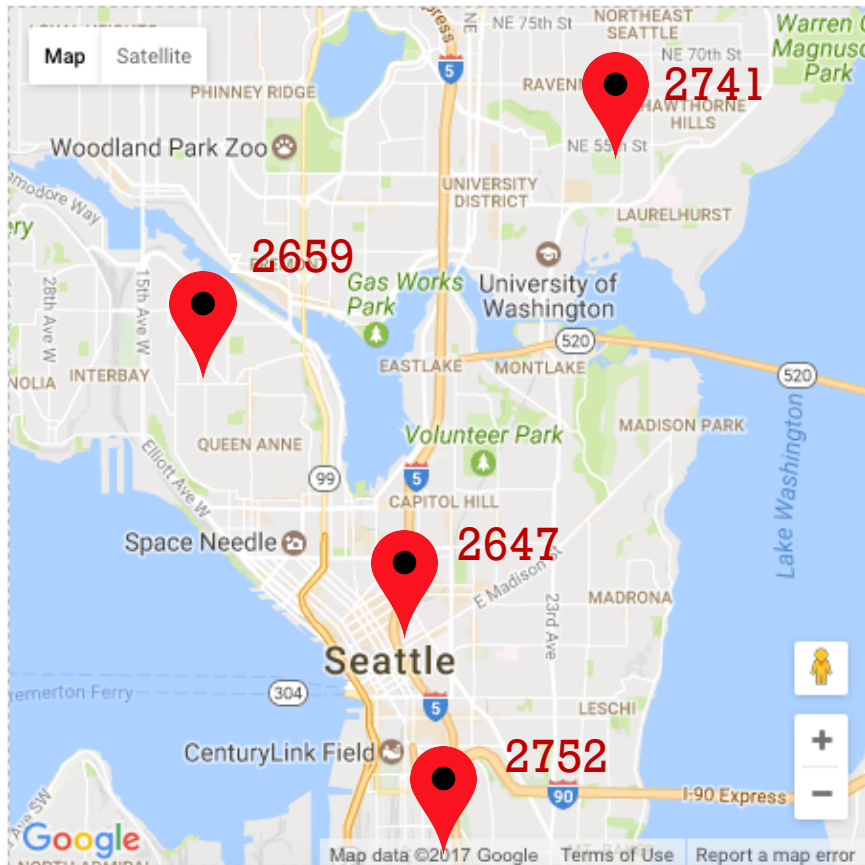 NE 75th St
NORTHEAST
SEATTLE
Warren
Magnuson
Park
Map
Satellite
5
NE 70th St
2741
PHINNEY RIDGE
HAWTHORNE
HILLS
Woodland Park Zoo
NE 55th St
UNIVERSITY
DISTRICT
LAURELHURST
2659
15th Ave W
28th Ave W
Gas Works
Park
University of
Washington
520
INTERBAY
EASTLAKE
MONTLAKE
520
QUEEN ANNE
Volunteer Park
MADISON PARK
Elliott Ave W
99
5
CAPITOL HILL
Lake Washington
Space Needle
2647
E Madison St
23rd Ave
MADRONA
Seattle
304
emerton Ferry
5
LESCHI
CenturyLink Field
2752
90
I-90 Express
Google
Map data ©2017 Google
Terms of Use
Report a map error